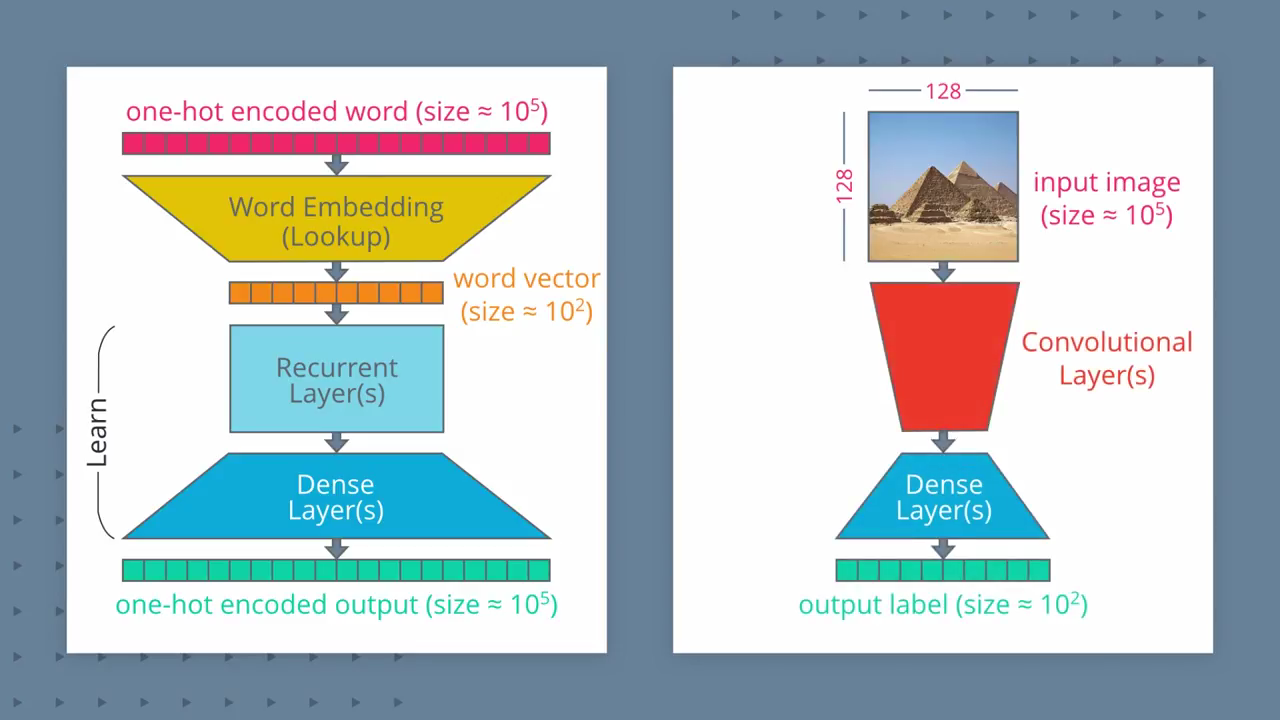 one-hot encoded word (size ≈ 10⁵)
Word Embedding
(Lookup)
word vector
(size ≈ 10²)
Recurrent
Layer(s)
Learn
Dense
Layer(s)
one-hot encoded output (size ≈ 10⁵)
128
128
input image
(size ≈ 10⁵)
Convolutional
Layer(s)
Dense
Layer(s)
output label (size ≈ 10²)